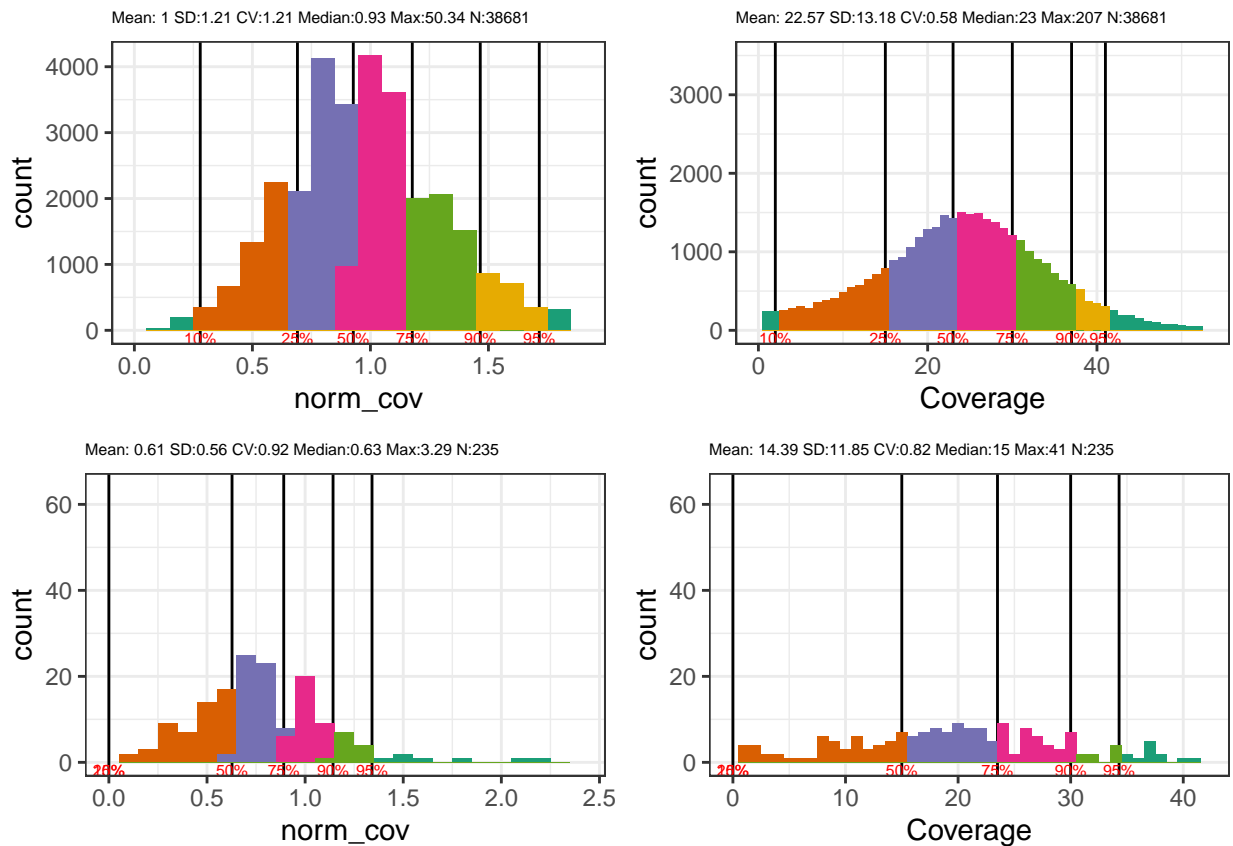 Mean: 1 SD:1.21 CV:1.21 Median:0.93 Max:50.34 N:38681
4000
3000
2000
1000
0
count
10% 25% 50% 75% 90% 95%
0.0 0.5 1.0 1.5
norm_cov
Mean: 22.57 SD:13.18 CV:0.58 Median:23 Max:207 N:38681
3000
2000
1000
0
count
10% 25% 50% 75% 90% 95%
0 20 40
Coverage
Mean: 0.61 SD:0.56 CV:0.92 Median:0.63 Max:3.29 N:235
60
40
20
0
count
50% 75% 90% 95%
0.0 0.5 1.0 1.5 2.0 2.5
norm_cov
Mean: 14.39 SD:11.85 CV:0.82 Median:15 Max:41 N:235
60
40
20
0
count
50% 75% 90% 95%
0 10 20 30 40
Coverage